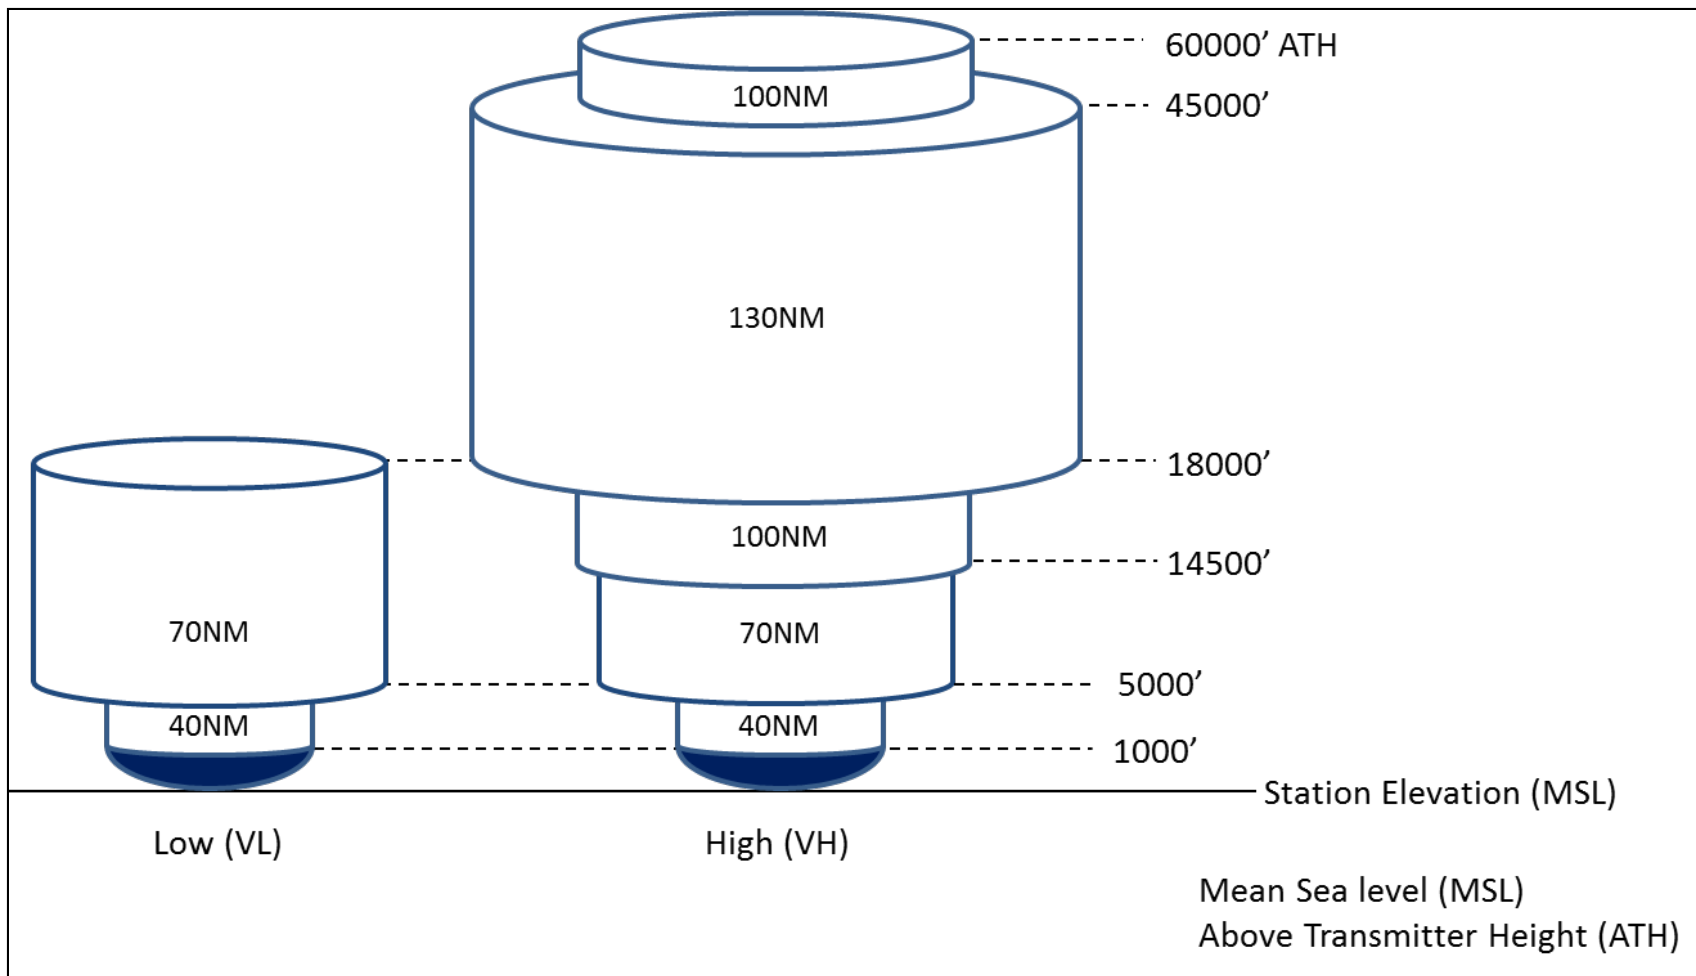 60000’ ATH
100NM
45000’
130NM
18000’
100NM
14500’
70NM
70NM
5000’
40NM
40NM
1000’
Station Elevation (MSL)
Low (VL)
High (VH)
Mean Sea level (MSL)
Above Transmitter Height (ATH)